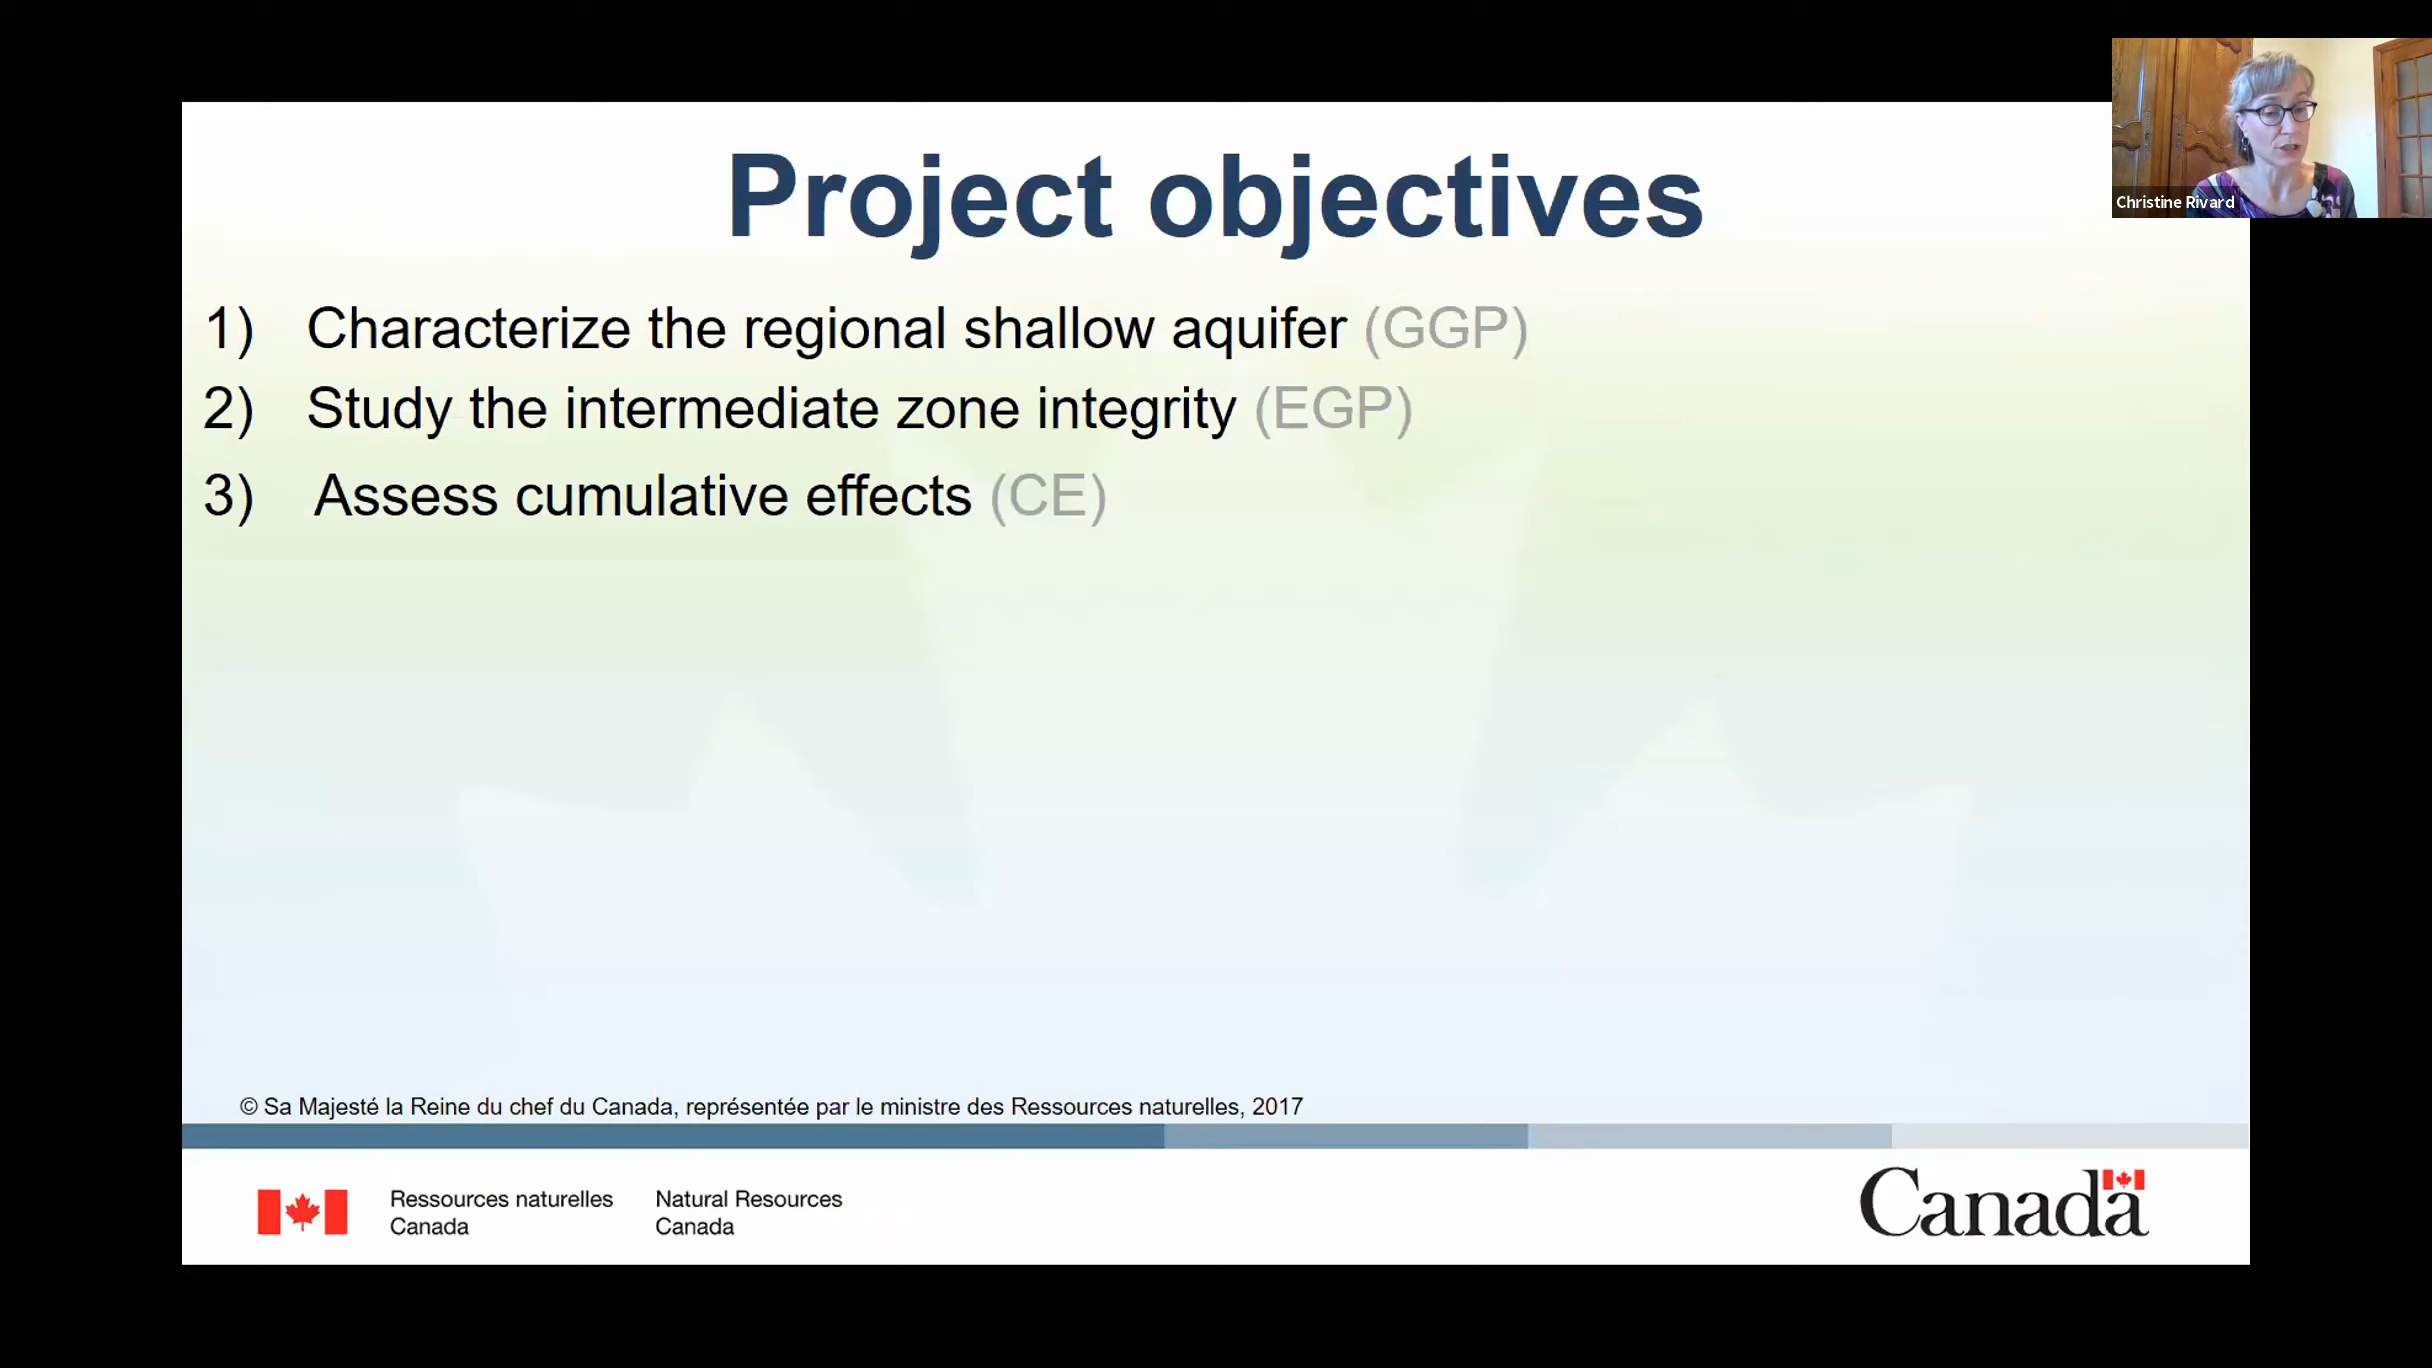 Project objectives
Christine Rivard
1) Characterize the regional shallow aquifer (GGP)
2) Study the intermediate zone integrity (EGP)
3) Assess cumulative effects (CE)
© Sa Majesté la Reine du chef du Canada, représentée par le ministre des Ressources naturelles, 2017
Ressources naturelles
Canada
Natural Resources
Canada
Canada